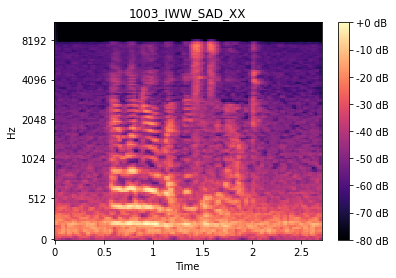 1003_IWW_SAD_XX
Hz
8192
4096
2048
1024
512
0
0
0.5
1
1.5
2
2.5
Time
+0 dB
-10 dB
-20 dB
-30 dB
-40 dB
-50 dB
-60 dB
-70 dB
-80 dB